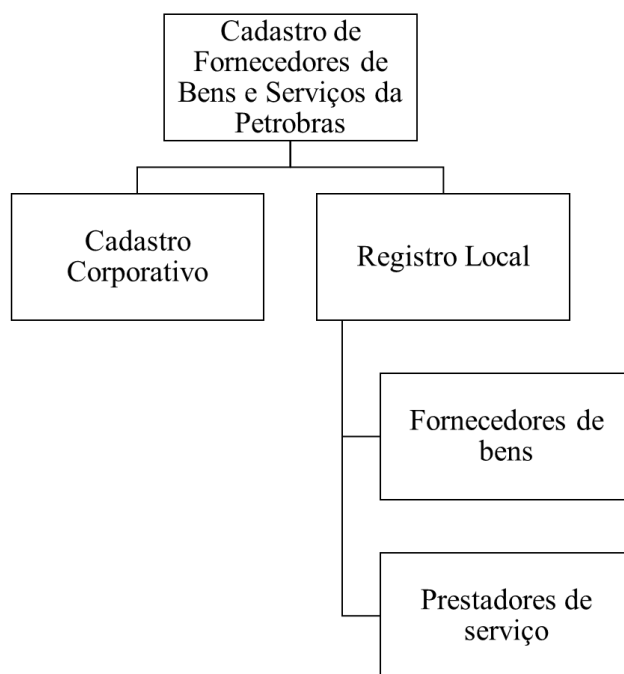 Cadastro de
Fornecedores de
Bens e Serviços da
Petrobras
Cadastro
Corporativo
Registro Local
Fornecedores de
bens
Prestadores de
serviço